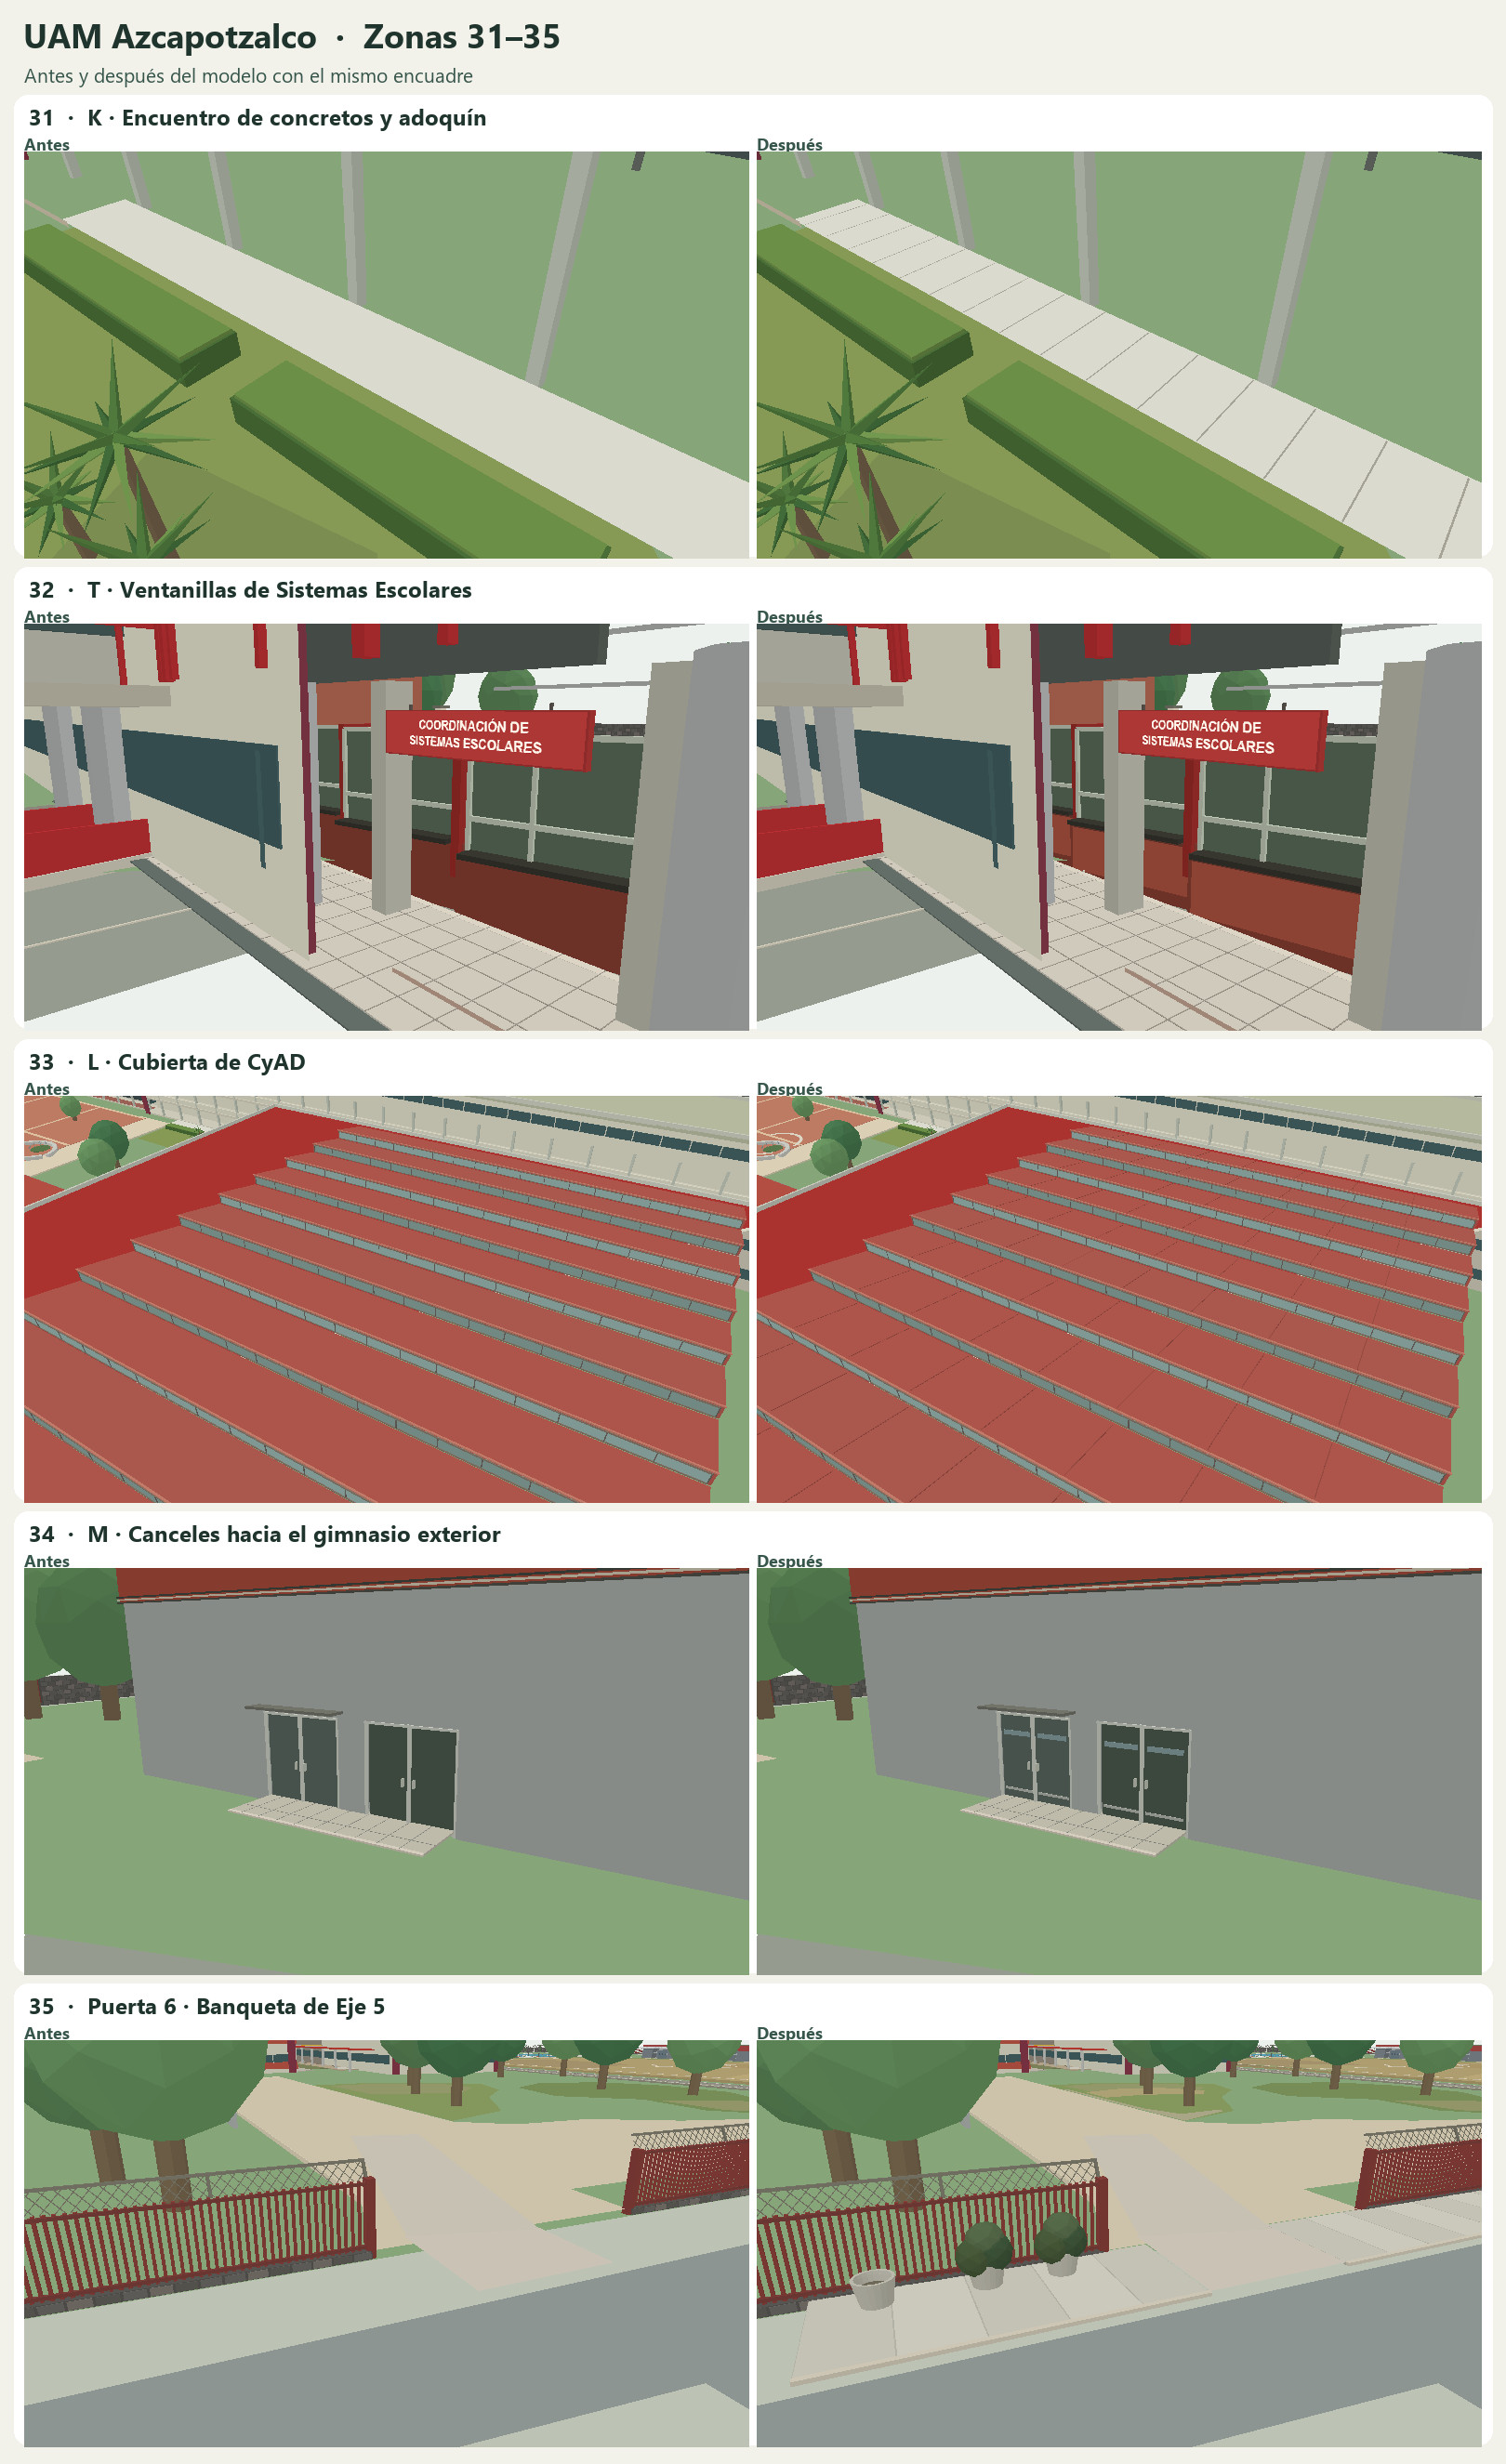 UAM Azcapotzalco · Zonas 31–35
Antes y después del modelo con el mismo encuadre
31 · K · Encuentro de concretos y adoquín
Antes
Después
32 · T · Ventanillas de Sistemas Escolares
Antes
Después
COORDINACIÓN DE
SISTEMAS ESCOLARES
COORDINACIÓN DE
SISTEMAS ESCOLARES
33 · L · Cubierta de CyAD
Antes
Después
34 · M · Canceles hacia el gimnasio exterior
Antes
Después
35 · Puerta 6 · Banqueta de Eje 5
Antes
Después